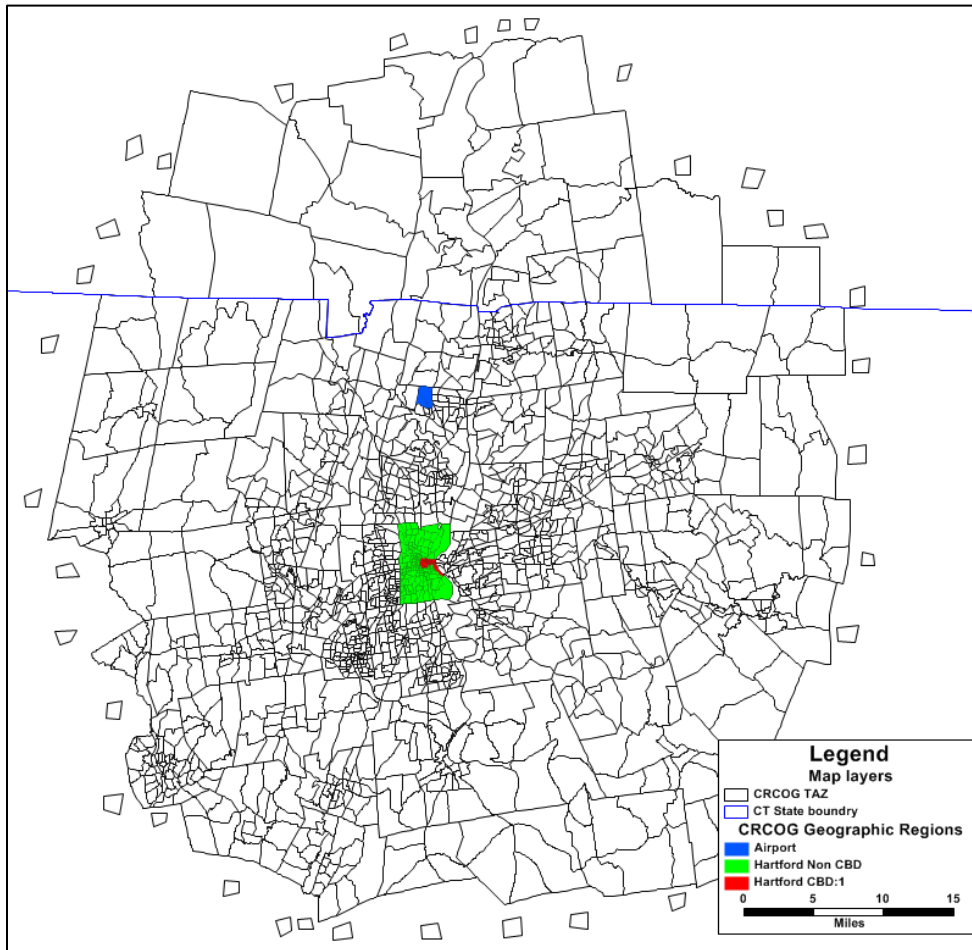 Legend
Map layers
CRCOG TAZ
CT State boundry
CRCOG Geographic Regions
Airport
Hartford Non CBD
Hartford CBD:1
0 5 10 15
Miles